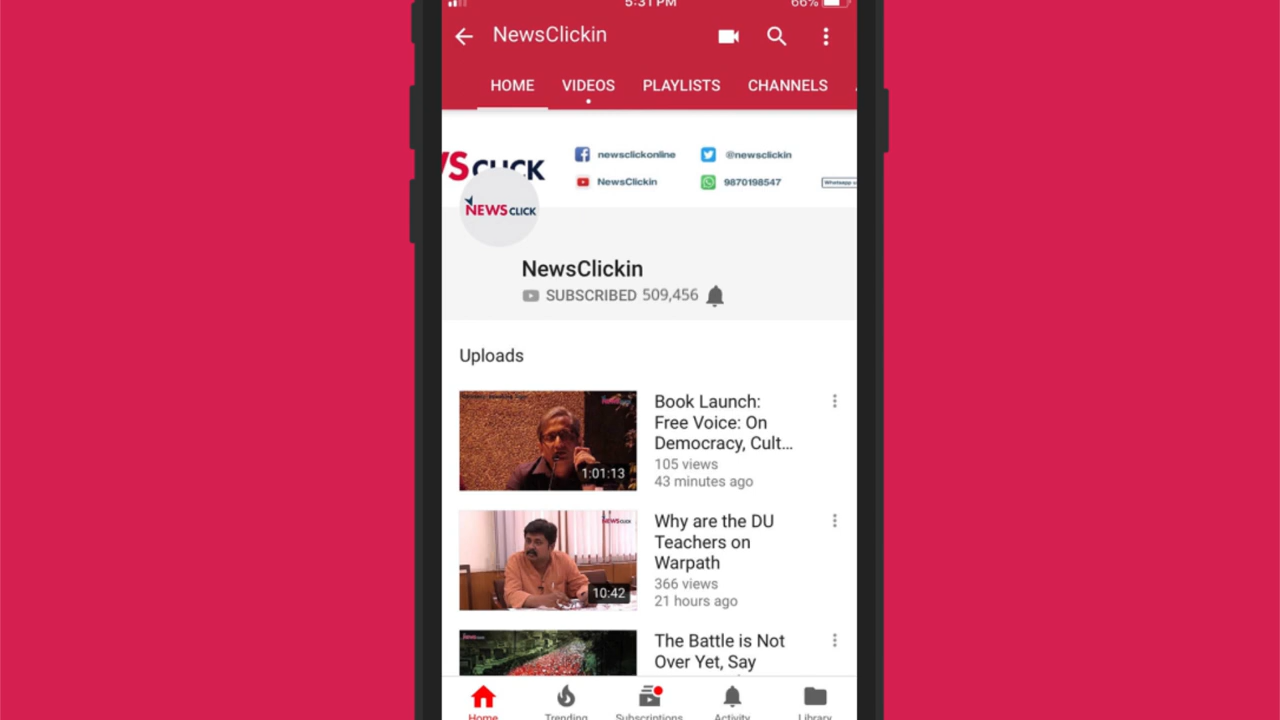 5:31 PM
66%
NewsClickin
HOME
VIDEOS
PLAYLISTS
CHANNELS
WS CLICK
newsclickonline
@newsclickin
NewsClickin
9870198547
Whatsapp
NEWS CLICK
NewsClickin
SUBSCRIBED 509,456
Uploads
Book Launch:
Free Voice: On
Democracy, Cult...
105 views
43 minutes ago
1:01:13
Why are the DU
Teachers on
Warpath
366 views
21 hours ago
NEWSCLICK
10:42
The Battle is Not
Over Yet, Say
Home
Trending
Subscriptions
Activity
Library